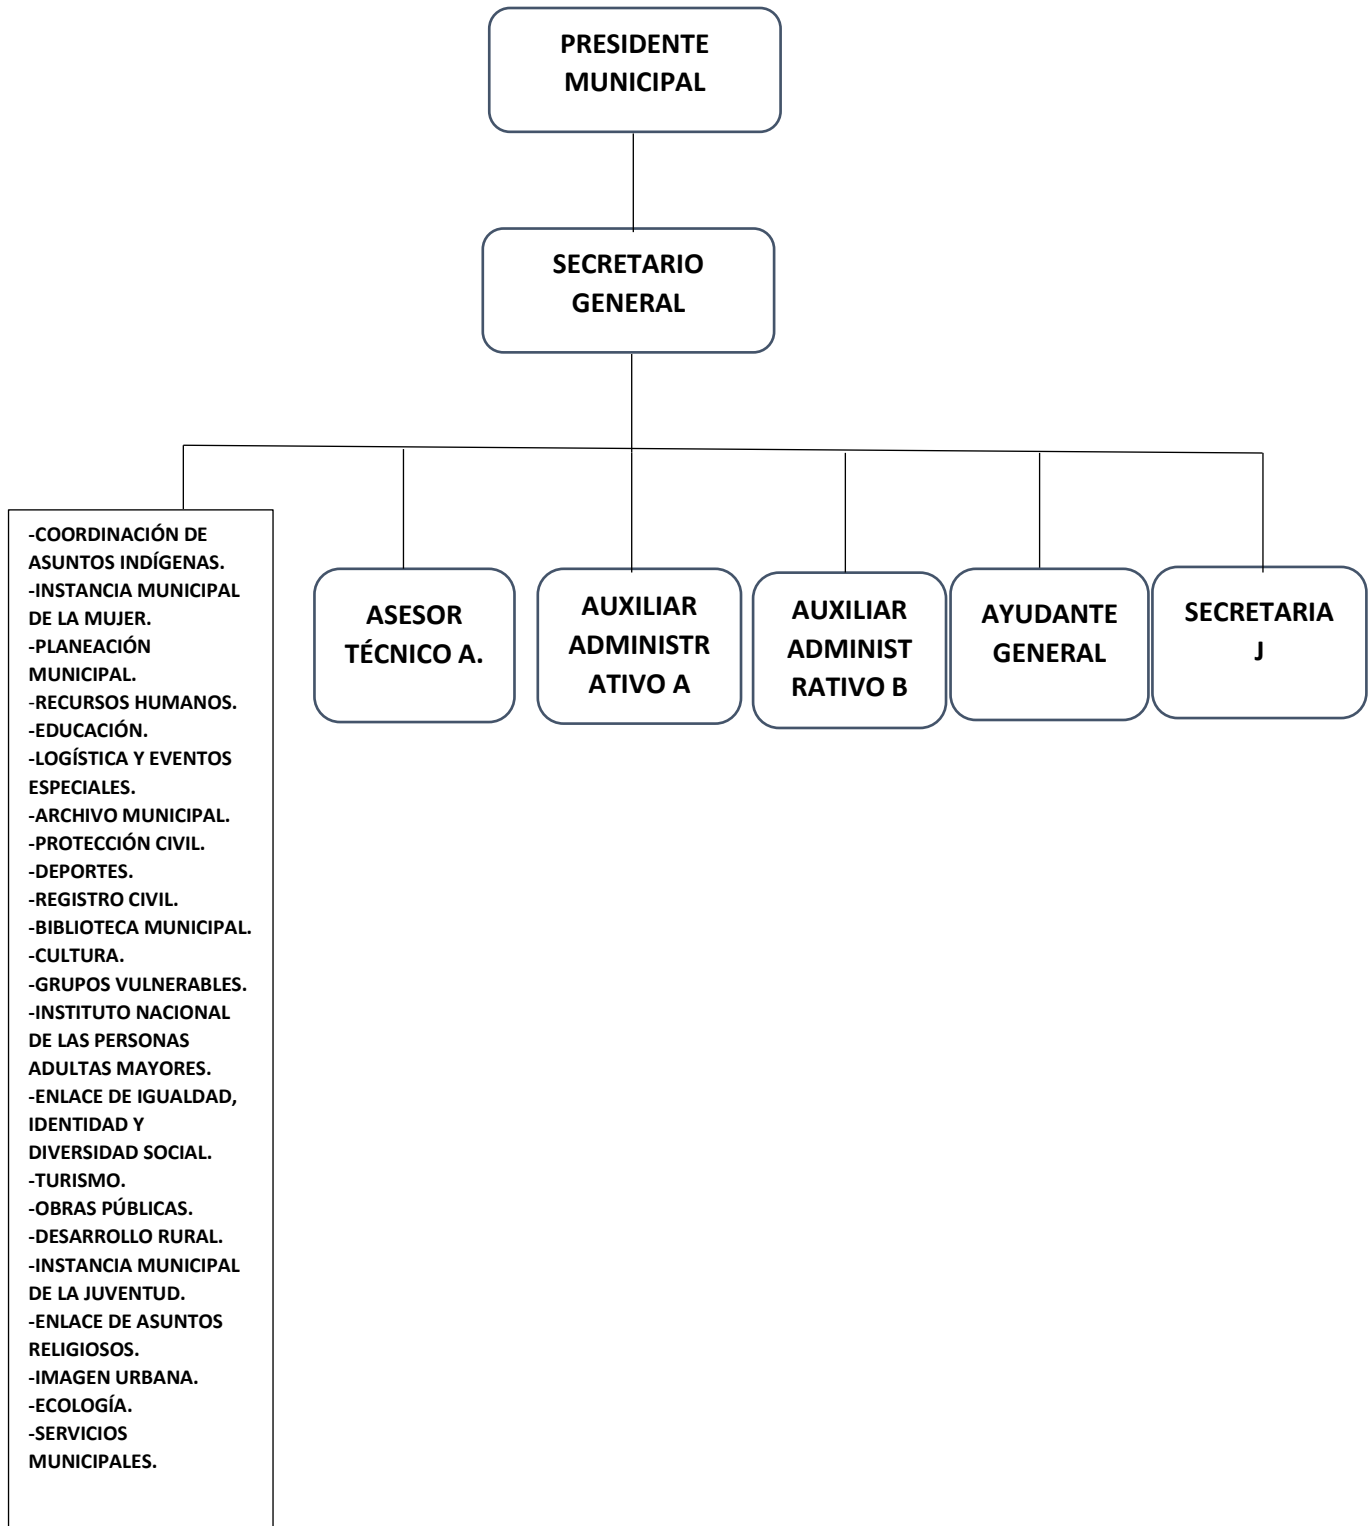 PRESIDENTE
MUNICIPAL
SECRETARIO
GENERAL
-COORDINACIÓN DE
ASUNTOS INDÍGENAS.
-INSTANCIA MUNICIPAL
DE LA MUJER.
-PLANEACIÓN
MUNICIPAL.
-RECURSOS HUMANOS.
-EDUCACIÓN.
-LOGÍSTICA Y EVENTOS
ESPECIALES.
-ARCHIVO MUNICIPAL.
-PROTECCIÓN CIVIL.
-DEPORTES.
-REGISTRO CIVIL.
-BIBLIOTECA MUNICIPAL.
-CULTURA.
-GRUPOS VULNERABLES.
-INSTITUTO NACIONAL
DE LAS PERSONAS
ADULTAS MAYORES.
-ENLACE DE IGUALDAD,
IDENTIDAD Y
DIVERSIDAD SOCIAL.
-TURISMO.
-OBRAS PÚBLICAS.
-DESARROLLO RURAL.
-INSTANCIA MUNICIPAL
DE LA JUVENTUD.
-ENLACE DE ASUNTOS
RELIGIOSOS.
-IMAGEN URBANA.
-ECOLOGÍA.
-SERVICIOS
MUNICIPALES.
ASESOR
TÉCNICO A.
AUXILIAR
ADMINISTR
ATIVO A
AUXILIAR
ADMINIST
RATIVO B
AYUDANTE
GENERAL
SECRETARIA
J